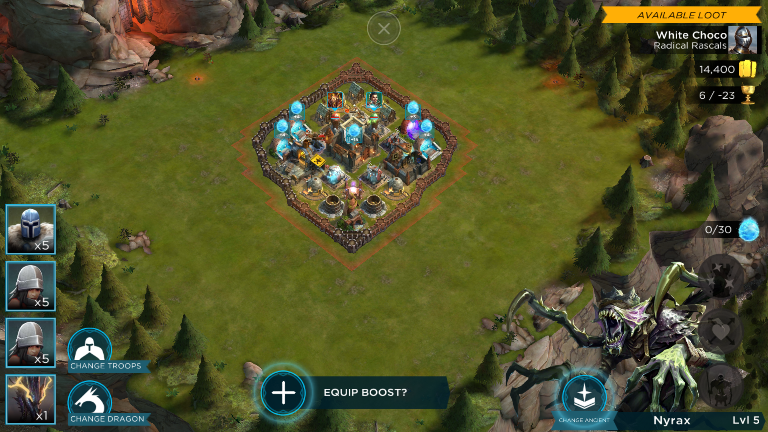 AVAILABLE LOOT
White Choco
Radical Rascals
14,400
6 / -23
0/30
x5
x5
x5
x1
CHANGE TROOPS
CHANGE DRAGON
EQUIP BOOST?
CHANGE ANCIENT
Nyrax Lvl 5